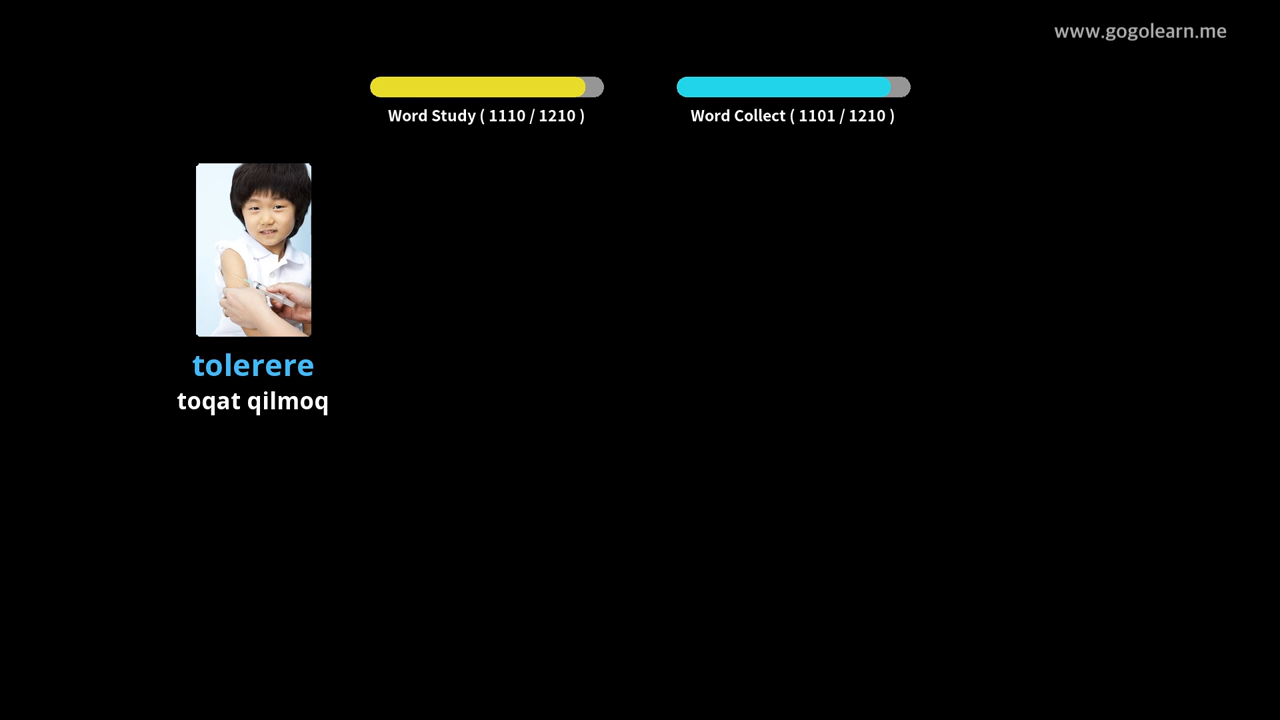 www.gogolearn.me
Word Study ( 1110 / 1210 )
Word Collect ( 1101 / 1210 )
tolerere
toqat qilmoq